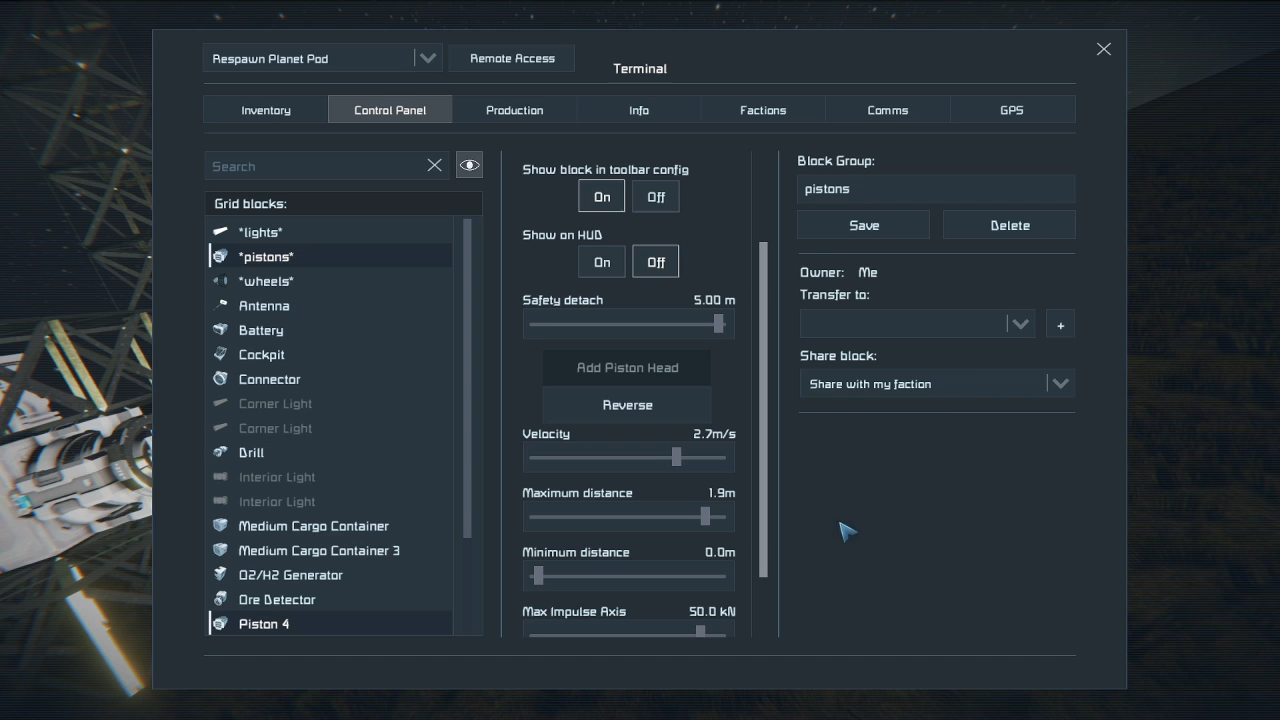 Respawn Planet Pod
Remote Access
Terminal
Inventory
Control Panel
Production
Info
Factions
Comms
GPS
Search
Grid blocks:
*lights*
*pistons*
*wheels*
Antenna
Battery
Cockpit
Connector
Corner Light
Corner Light
Drill
Interior Light
Interior Light
Medium Cargo Container
Medium Cargo Container 3
O2/H2 Generator
Ore Detector
Piston 4
Show block in toolbar config
On Off
Show on HUD
On Off
Safety detach 5.00 m
Add Piston Head
Reverse
Velocity 2.7m/s
Maximum distance 1.9m
Minimum distance 0.0m
Max Impulse Axis 50.0 kN
Block Group:
pistons
Save Delete
Owner: Me
Transfer to:
+
Share block:
Share with my faction